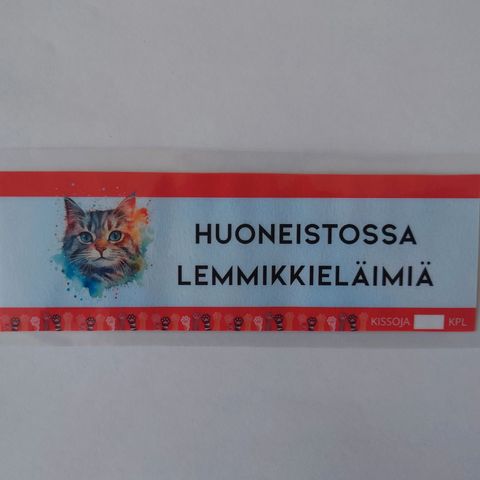 HUONEISTOSSA
LEMMIKKIELÄIMIÄ
KISSOJA KPL